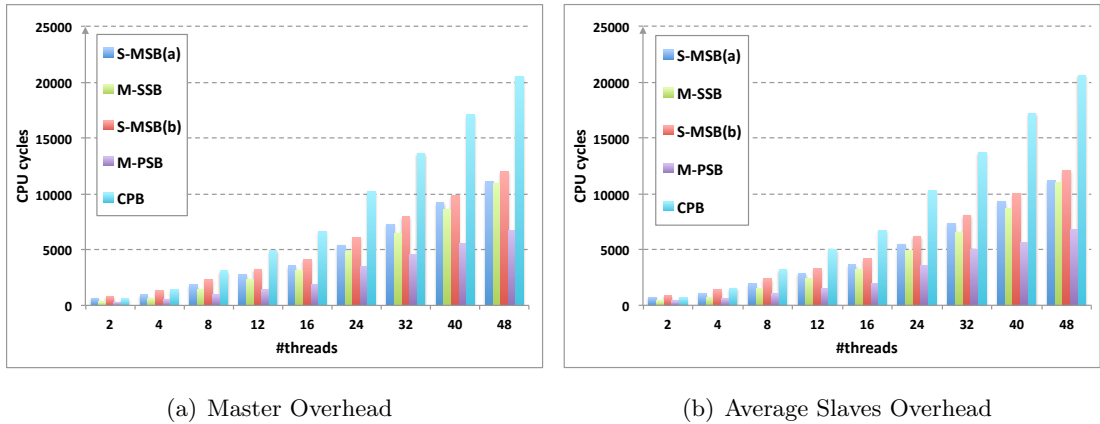 25000
20000
15000
10000
5000
0
CPU cycles
S-MSB(a)
M-SSB
S-MSB(b)
M-PSB
CPB
2 4 8 12 16 24 32 40 48
#threads
(a) Master Overhead
25000
20000
15000
10000
5000
0
CPU cycles
S-MSB(a)
M-SSB
S-MSB(b)
M-PSB
CPB
2 4 8 12 16 24 32 40 48
#threads
(b) Average Slaves Overhead